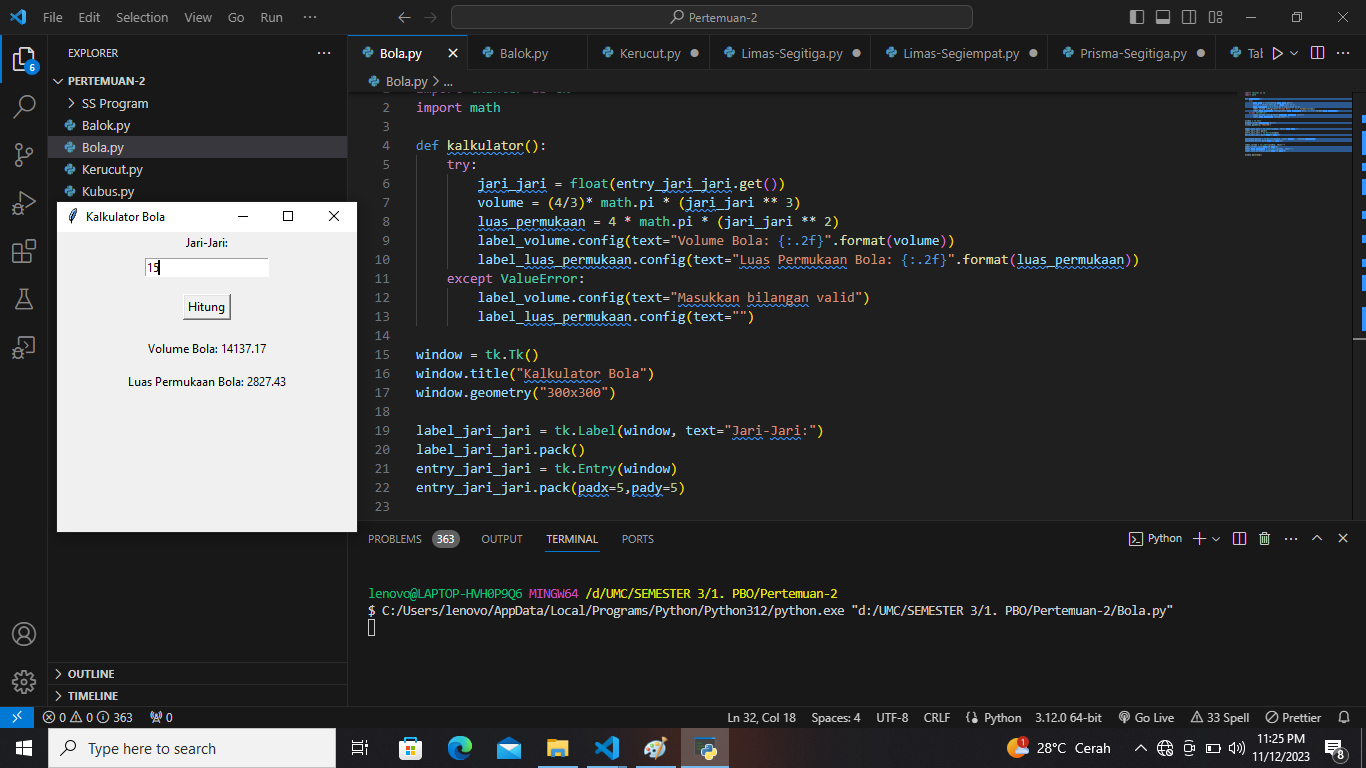 File Edit Selection View Go Run ··· Pertemuan-2
EXPLORER ···
PERTEMUAN-2
SS Program
Balok.py
Bola.py
Kerucut.py
Kubus.py
Kalkulator Bola
Jari-Jari:
15
Hitung
Volume Bola: 14137.17
Luas Permukaan Bola: 2827.43
OUTLINE
TIMELINE
Bola.py Balok.py Kerucut.py Limas-Segitiga.py Limas-Segiempat.py Prisma-Segitiga.py
Bola.py > ...
2 import math
3
4 def kalkulator():
5 try:
6 jari_jari = float(entry_jari_jari.get())
7 volume = (4/3)* math.pi * (jari_jari ** 3)
8 luas_permukaan = 4 * math.pi * (jari_jari ** 2)
9 label_volume.config(text="Volume Bola: {:.2f}".format(volume))
10 label_luas_permukaan.config(text="Luas Permukaan Bola: {:.2f}".format(luas_permukaan))
11 except ValueError:
12 label_volume.config(text="Masukkan bilangan valid")
13 label_luas_permukaan.config(text="")
14
15 window = tk.Tk()
16 window.title("Kalkulator Bola")
17 window.geometry("300x300")
18
19 label_jari_jari = tk.Label(window, text="Jari-Jari:")
20 label_jari_jari.pack()
21 entry_jari_jari = tk.Entry(window)
22 entry_jari_jari.pack(padx=5,pady=5)
23
PROBLEMS 363 OUTPUT TERMINAL PORTS Python
lenovo@LAPTOP-HVH0P9Q6 MINGW64 /d/UMC/SEMESTER 3/1. PBO/Pertemuan-2
$ C:/Users/lenovo/AppData/Local/Programs/Python/Python312/python.exe "d:/UMC/SEMESTER 3/1. PBO/Pertemuan-2/Bola.py"
0 0 363 0 Ln 32, Col 18 Spaces: 4 UTF-8 CRLF Python 3.12.0 64-bit Go Live 33 Spell Prettier
Type here to search 28°C Cerah 11:25 PM
11/12/2023 8